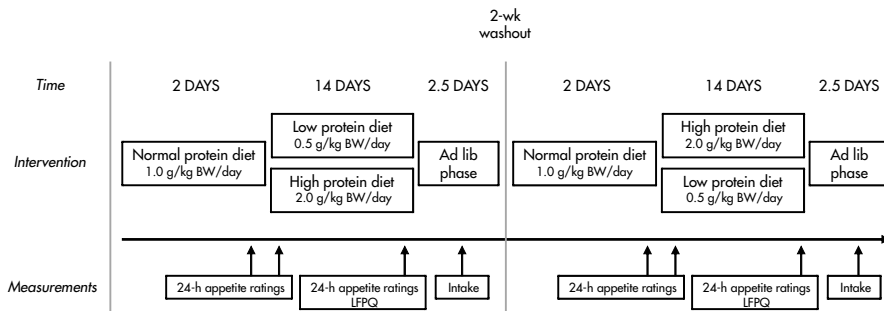 2-wk
washout
Time
2 DAYS
14 DAYS
2.5 DAYS
2 DAYS
14 DAYS
2.5 DAYS
Intervention
Normal protein diet
1.0 g/kg BW/day
Low protein diet
0.5 g/kg BW/day
High protein diet
2.0 g/kg BW/day
Ad lib
phase
Normal protein diet
1.0 g/kg BW/day
High protein diet
2.0 g/kg BW/day
Low protein diet
0.5 g/kg BW/day
Ad lib
phase
Measurements
24-h appetite ratings
24-h appetite ratings
LFPQ
Intake
24-h appetite ratings
24-h appetite ratings
LFPQ
Intake